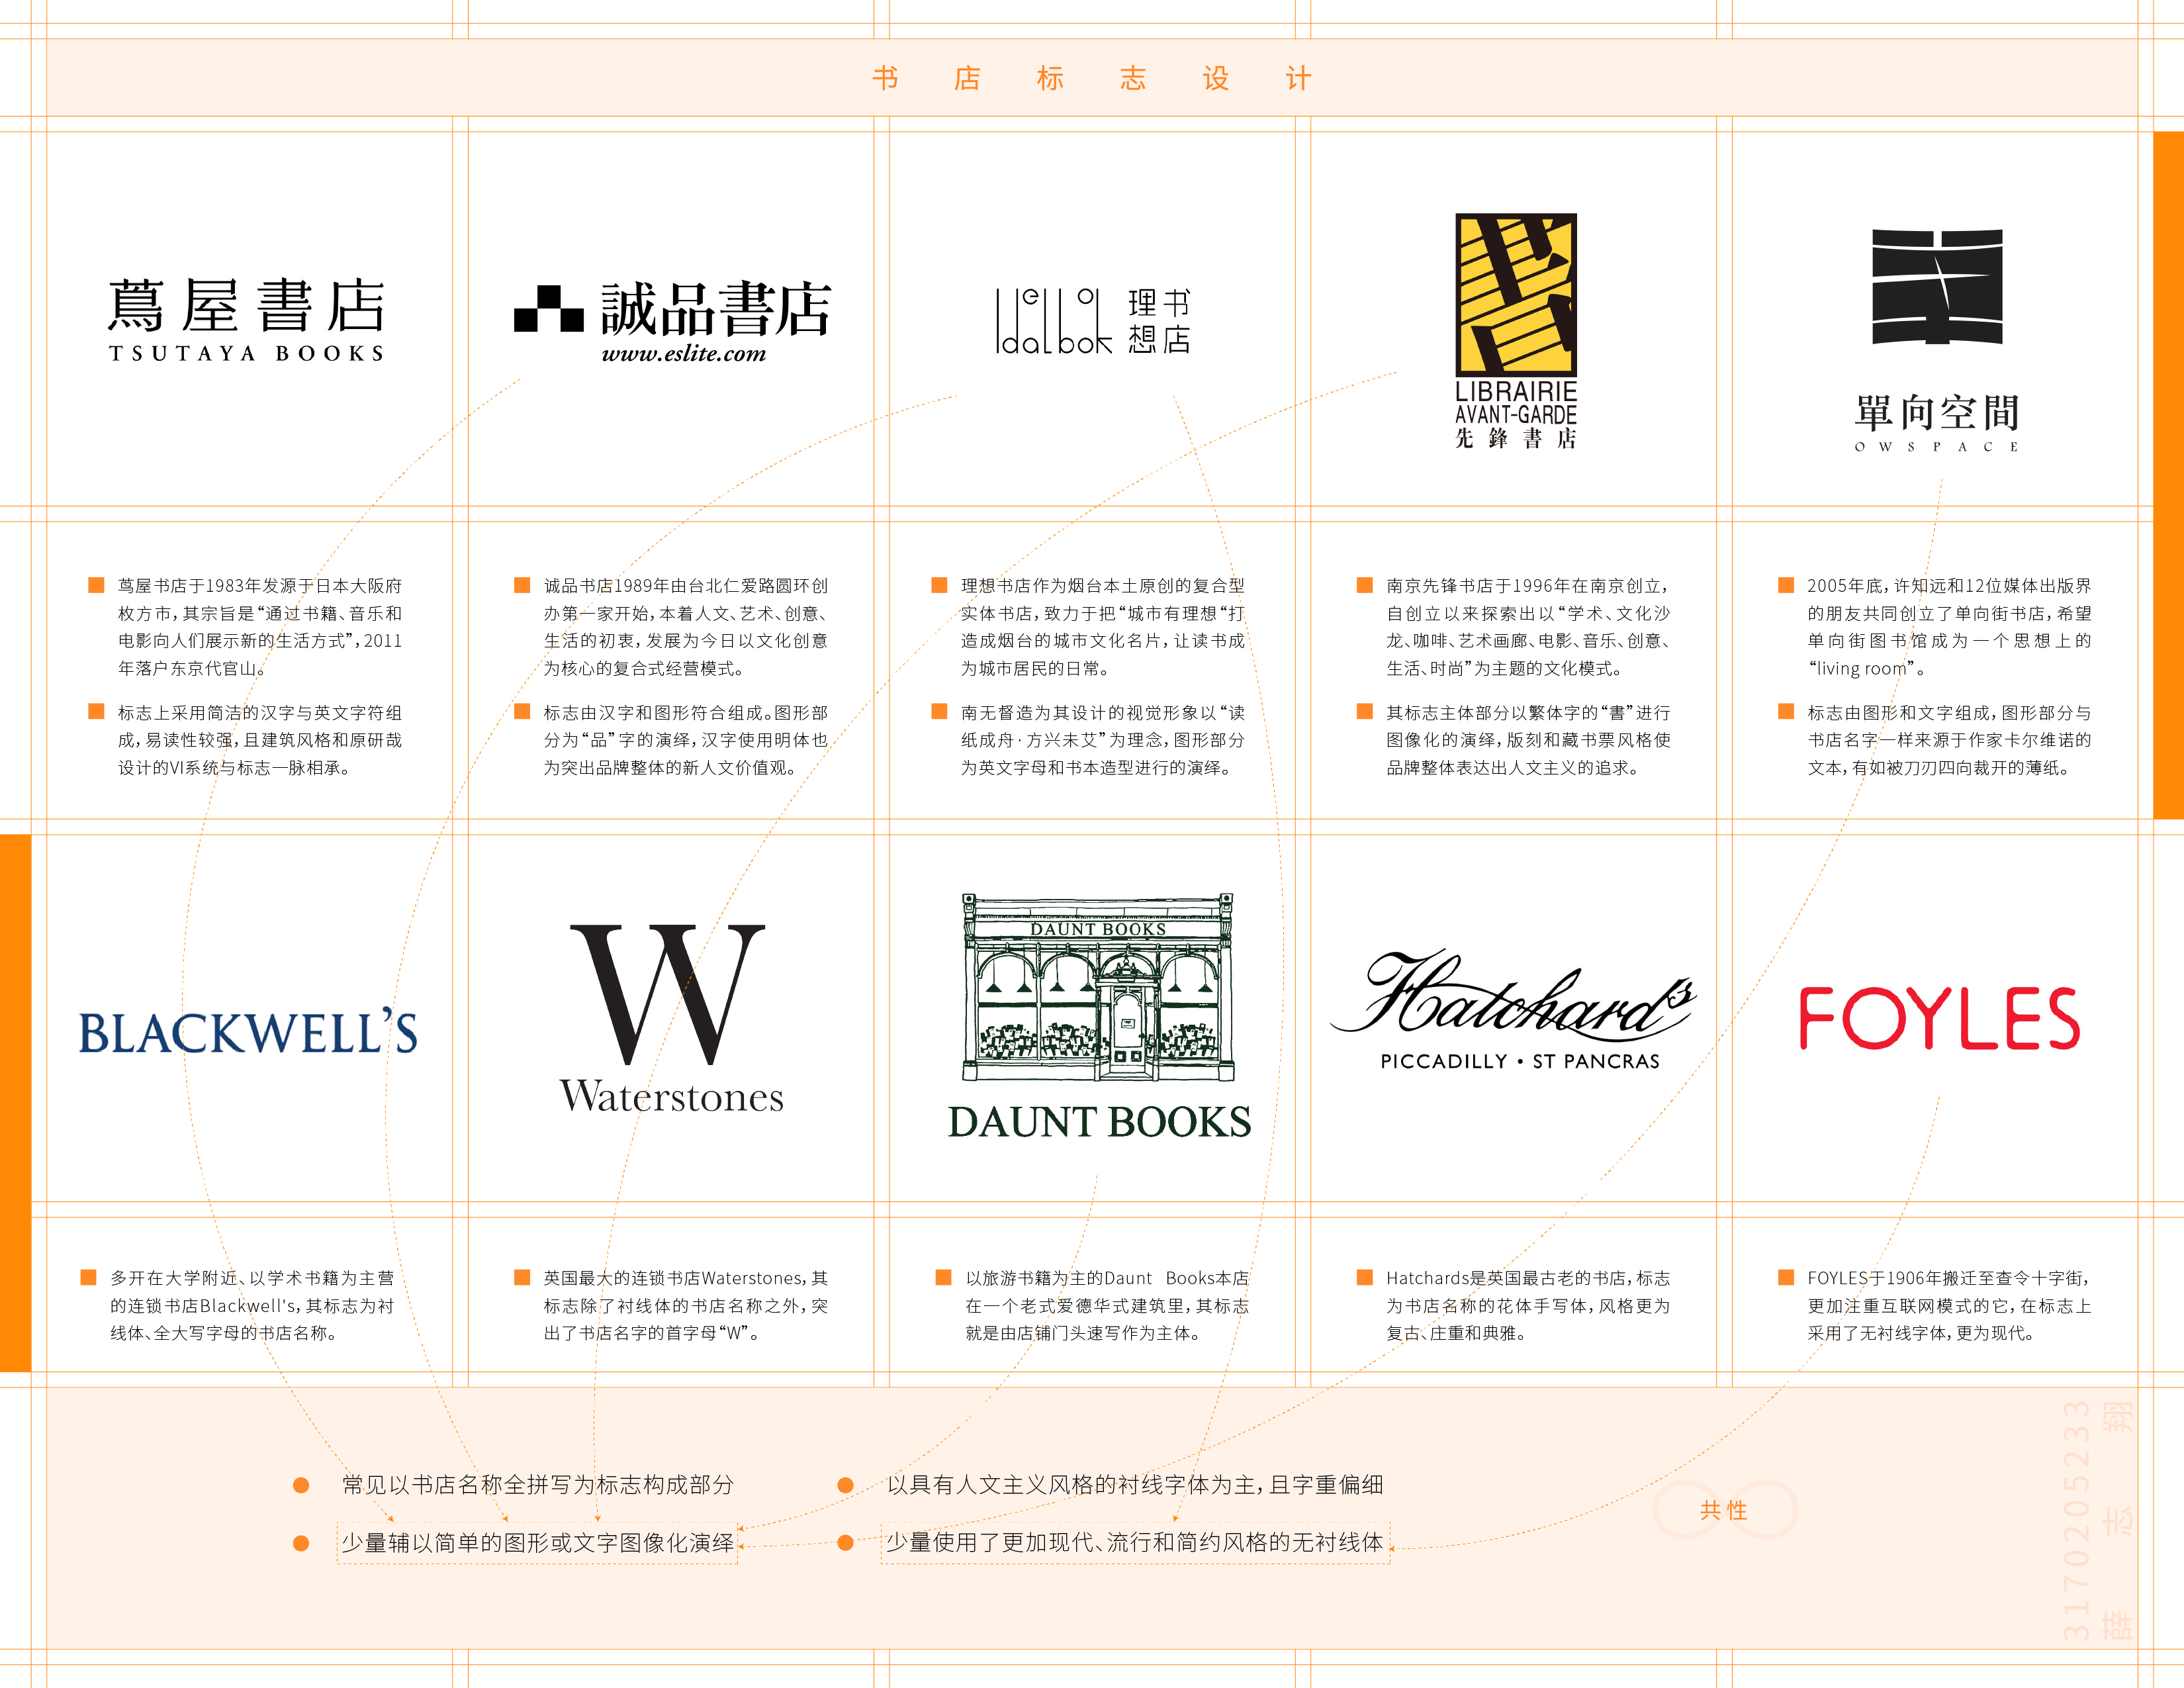 书店标志设计
蔦屋書店
TSUTAYA BOOKS
誠品書店
www.eslite.com
理书
想店
LIBRAIRIE
AVANT-GARDE
先鋒書店
單向空間
OWSPACE
茑屋书店于1983年发源于日本大阪府
枚方市，其宗旨是“通过书籍、音乐和
电影向人们展示新的生活方式”，2011
年落户东京代官山。
标志上采用简洁的汉字与英文字符组
成，易读性较强，且建筑风格和原研哉
设计的VI系统与标志一脉相承。
诚品书店1989年由台北仁爱路圆环创
办第一家开始，本着人文、艺术、创意、
生活的初衷，发展为今日以文化创意
为核心的复合式经营模式。
标志由汉字和图形符合组成。图形部
分为“品”字的演绎，汉字使用明体也
为突出品牌整体的新人文价值观。
理想书店作为烟台本土原创的复合型
实体书店，致力于把“城市有理想“打
造成烟台的城市文化名片，让读书成
为城市居民的日常。
南无督造为其设计的视觉形象以“读
纸成舟·方兴未艾”为理念，图形部分
为英文字母和书本造型进行的演绎。
南京先锋书店于1996年在南京创立，
自创立以来探索出以“学术、文化沙
龙、咖啡、艺术画廊、电影、音乐、创意、
生活、时尚”为主题的文化模式。
其标志主体部分以繁体字的“書”进行
图像化的演绎，版刻和藏书票风格使
品牌整体表达出人文主义的追求。
2005年底，许知远和12位媒体出版界
的朋友共同创立了单向街书店，希望
单向街图书馆成为一个思想上的
“living room”。
标志由图形和文字组成，图形部分与
书店名字一样来源于作家卡尔维诺的
文本，有如被刀刃四向裁开的薄纸。
BLACKWELL'S
W
Waterstones
DAUNT BOOKS
DAUNT BOOKS
Hatchards
PICCADILLY • ST PANCRAS
FOYLES
多开在大学附近、以学术书籍为主营
的连锁书店Blackwell's，其标志为衬
线体、全大写字母的书店名称。
英国最大的连锁书店Waterstones，其
标志除了衬线体的书店名称之外，突
出了书店名字的首字母“W”。
以旅游书籍为主的Daunt Books本店
在一个老式爱德华式建筑里，其标志
就是由店铺门头速写作为主体。
Hatchards是英国最古老的书店，标志
为书店名称的花体手写体，风格更为
复古、庄重和典雅。
FOYLES于1906年搬迁至查令十字街，
更加注重互联网模式的它，在标志上
采用了无衬线字体，更为现代。
常见以书店名称全拼写为标志构成部分
少量辅以简单的图形或文字图像化演绎
以具有人文主义风格的衬线字体为主，且字重偏细
少量使用了更加现代、流行和简约风格的无衬线体
共性
3170205233
薛志翔